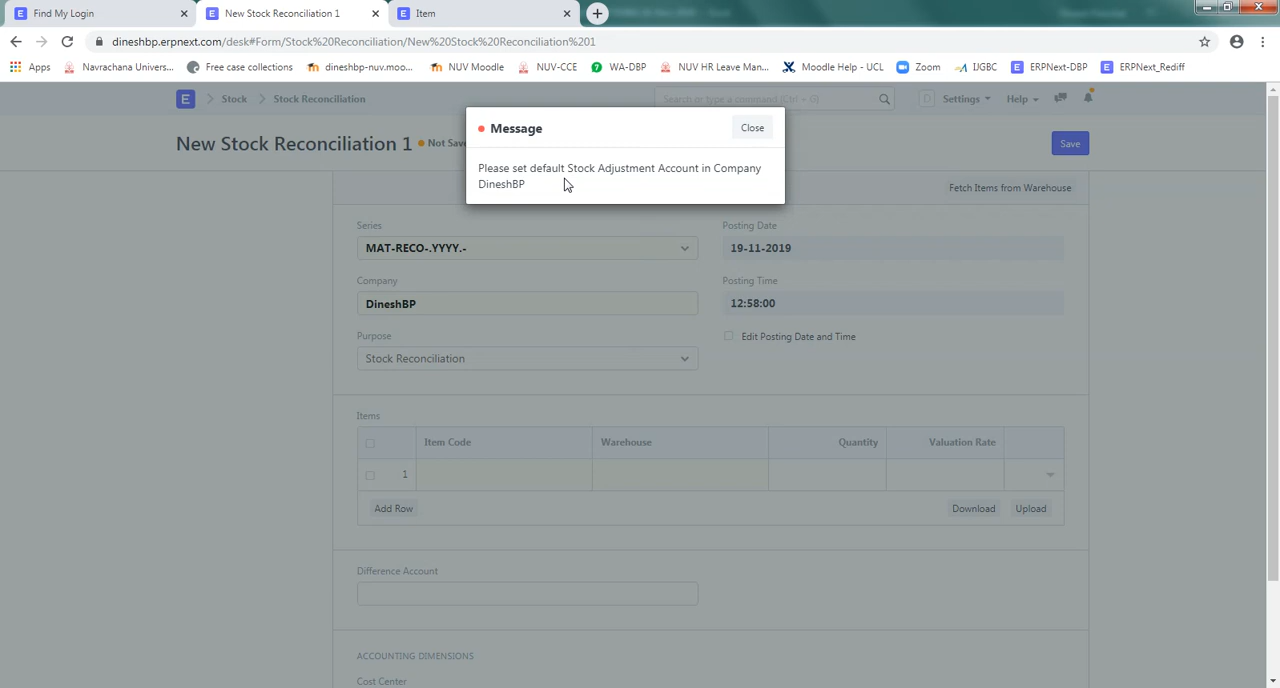 Find My Login
New Stock Reconciliation 1
Item
dineshbp.erpnext.com/desk#Form/Stock%20Reconciliation/New%20Stock%20Reconciliation%201
Apps
Navrachana Univers...
Free case collections
dineshbp-nuv.moo...
NUV Moodle
NUV-CCE
WA-DBP
NUV HR Leave Man...
Moodle Help - UCL
Zoom
IJGBC
ERPNext-DBP
ERPNext_Rediff
E
Stock
Stock Reconciliation
Search or type a command (Ctrl + G)
D
Settings
Help
New Stock Reconciliation 1
Not Save
Save
Message
Close
Please set default Stock Adjustment Account in Company
DineshBP
Fetch Items from Warehouse
Series
MAT-RECO-.YYYY.-
Posting Date
19-11-2019
Company
DineshBP
Posting Time
12:58:00
Purpose
Stock Reconciliation
Edit Posting Date and Time
Items
Item Code
Warehouse
Quantity
Valuation Rate
1
Add Row
Download
Upload
Difference Account
ACCOUNTING DIMENSIONS
Cost Center